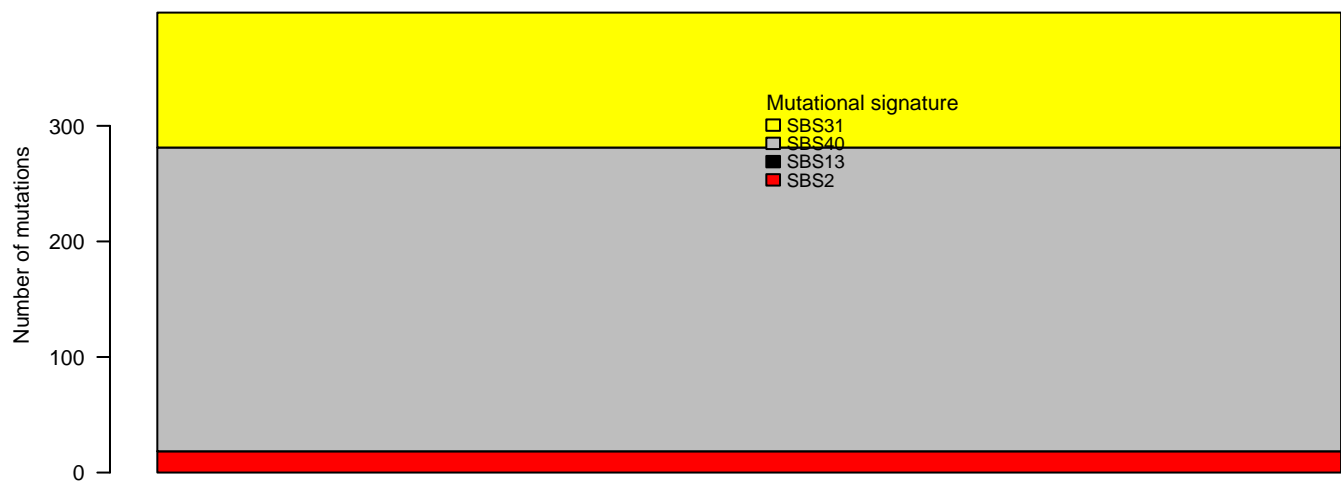 Mutational signature
SBS31
SBS40
SBS13
SBS2
Number of mutations
300
200
100
0